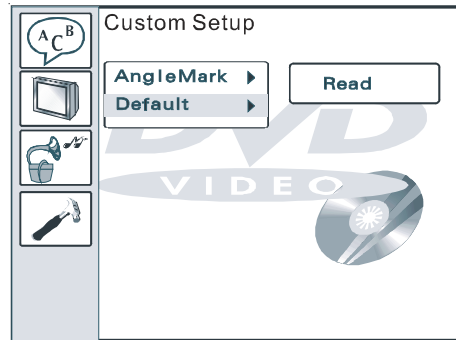 Custom Setup
A C B
AngleMark
Read
Default
DVD
VIDEO